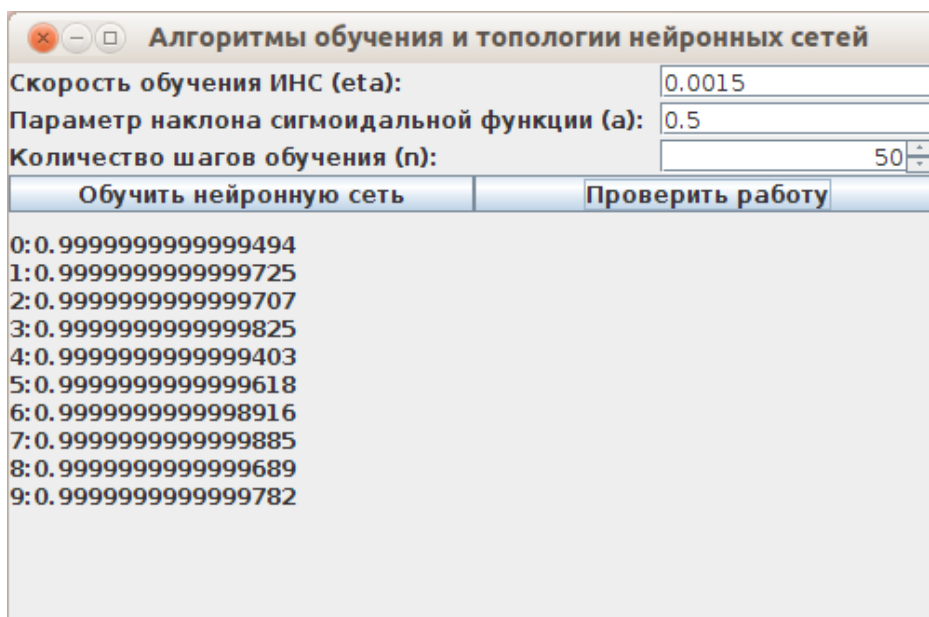 Алгоритмы обучения и топологии нейронных сетей
Скорость обучения ИНС (eta): 0.0015
Параметр наклона сигмоидальной функции (a): 0.5
Количество шагов обучения (n): 50
Обучить нейронную сеть Проверить работу
0:0.9999999999999494
1:0.9999999999999725
2:0.9999999999999707
3:0.9999999999999825
4:0.9999999999999403
5:0.9999999999999618
6:0.9999999999998916
7:0.9999999999999885
8:0.9999999999999689
9:0.9999999999999782